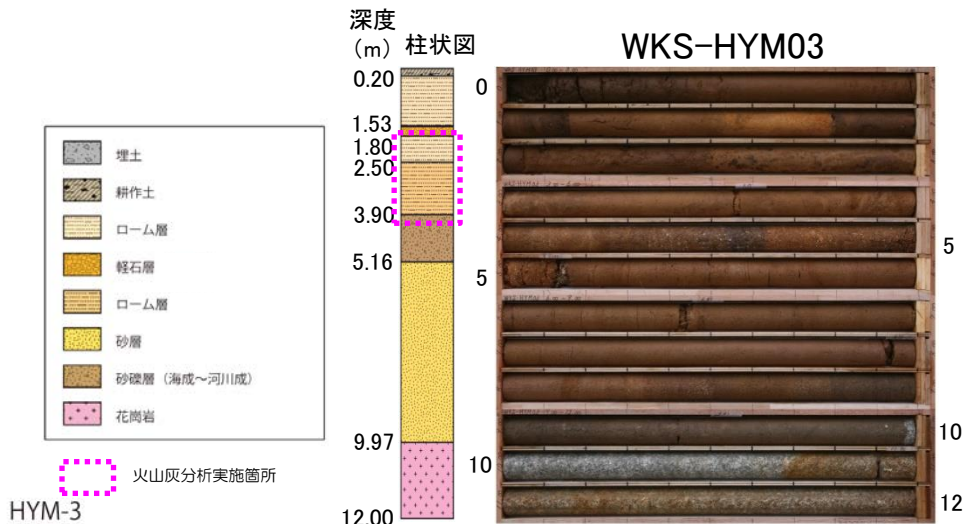 深度
(m) 柱状図
WKS-HYM03
0.20
1.53
1.80
2.50
3.90
5.16
9.97
12.00
0
5
10
5
10
12
埋土
耕作土
ローム層
軽石層
ローム層
砂層
砂礫層（海成～河川成）
花崗岩
火山灰分析実施箇所
HYM-3